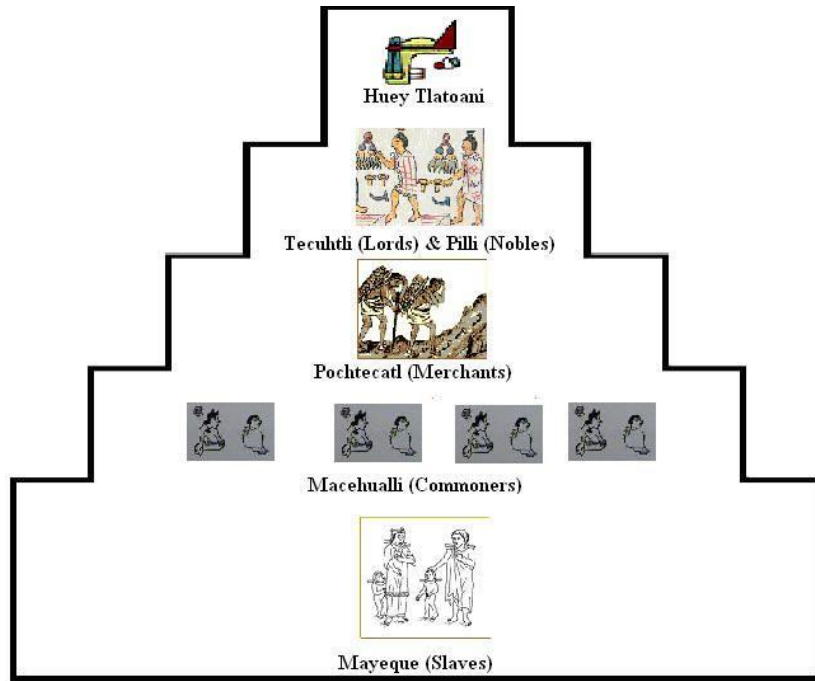 Huey Tlatoani
Tecuhtli (Lords) & Pilli (Nobles)
Pochtecatl (Merchants)
Macehualli (Commoners)
Mayeque (Slaves)